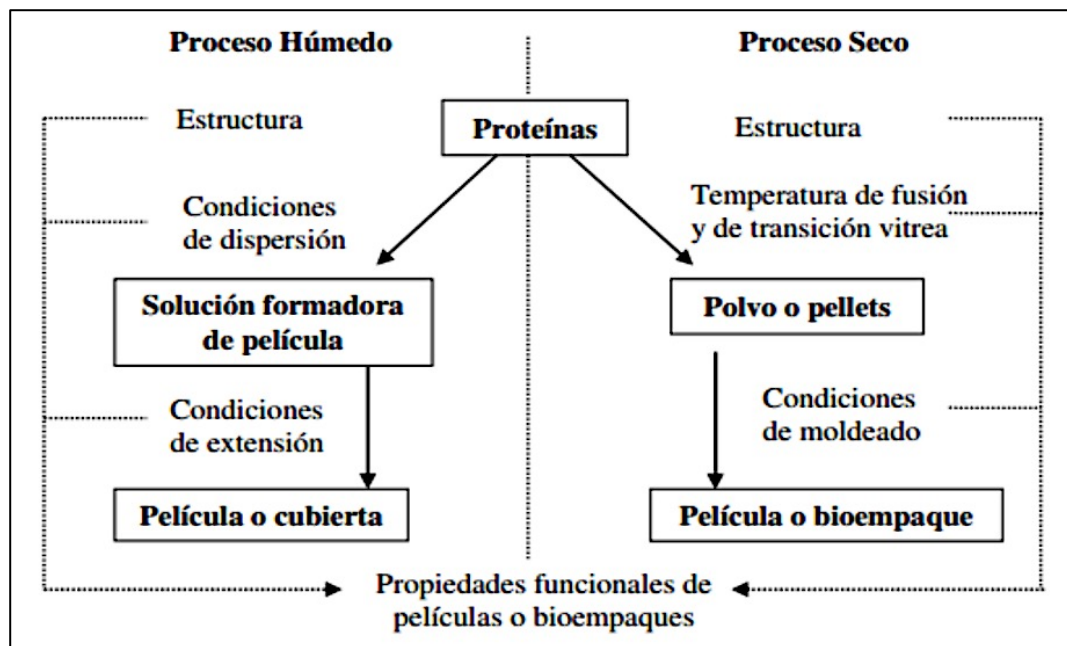 Proceso Húmedo
Proceso Seco
Proteínas
Estructura
Estructura
Condiciones
de dispersión
Temperatura de fusión
y de transición vitrea
Solución formadora
de película
Polvo o pellets
Condiciones
de extensión
Condiciones
de moldeado
Película o cubierta
Película o bioempaque
Propiedades funcionales de
películas o bioempaques